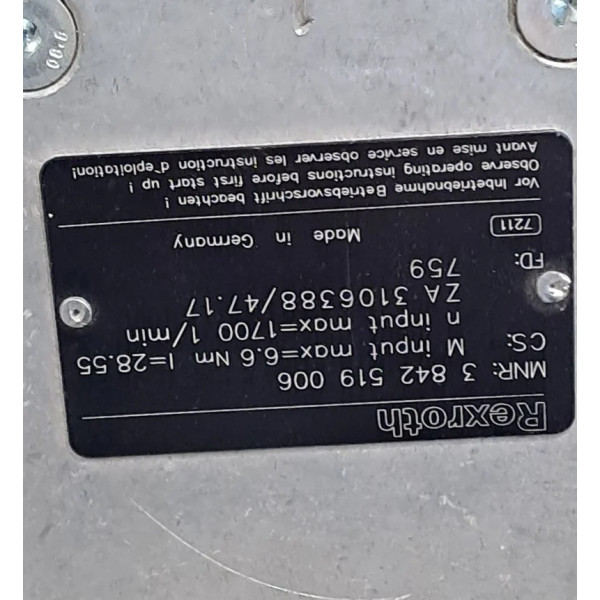 Rexroth
MNR: 3 842 519 006
CS: M input max=6.6 Nm I=28.55
n input max=1700 1/min
ZA 3106388/47.17
FD: 759
7211 Made in Germany
Vor Inbetriebnahme Betriebsvorschrift beachten !
Observe operating instructions before first start up !
Avant mise en service observer les instruction d'eploitation!